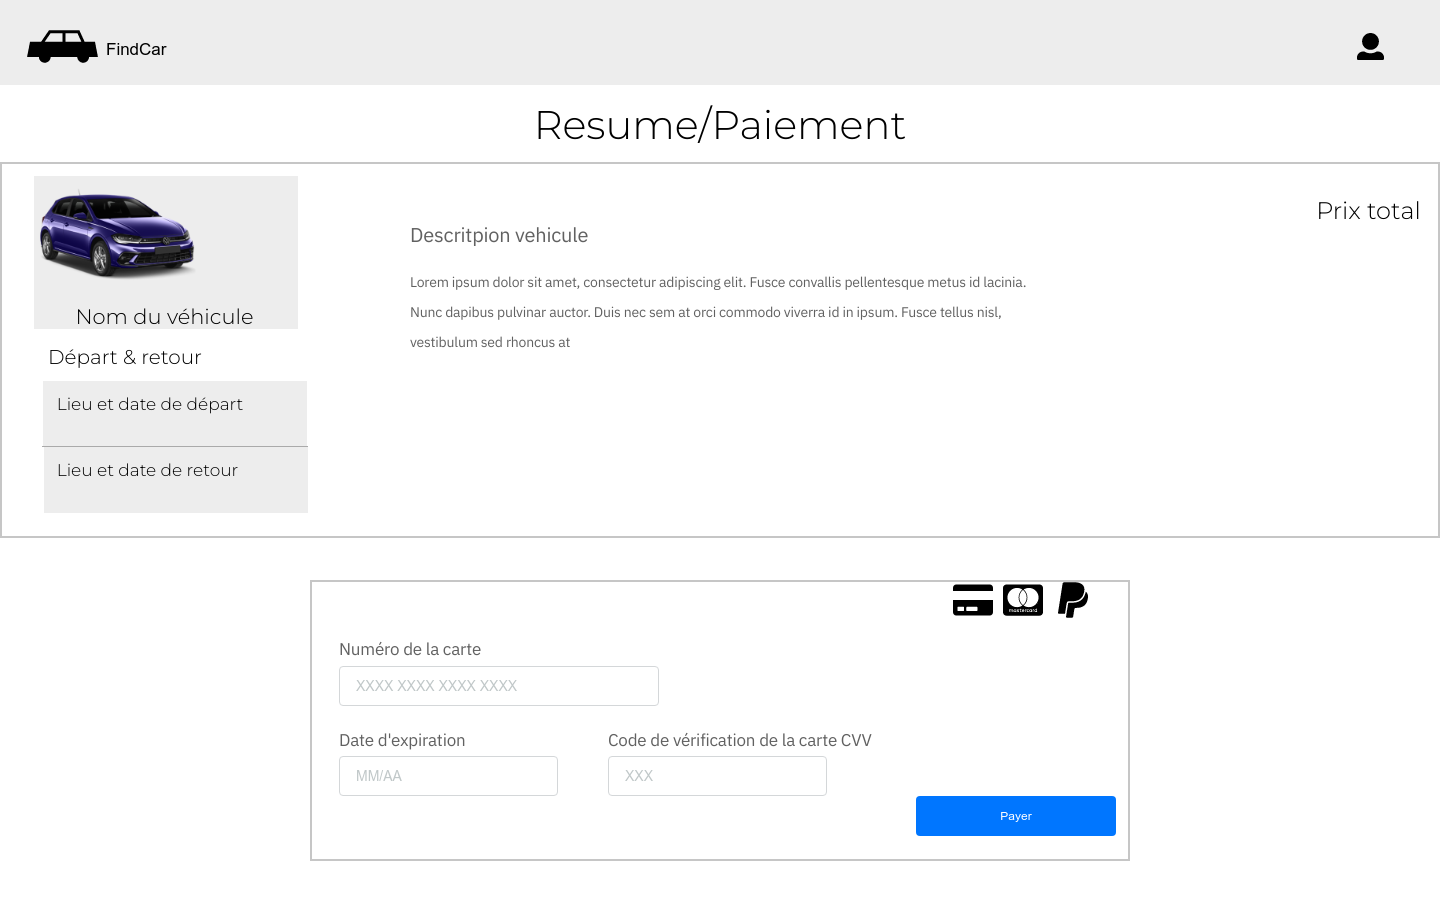 FindCar
Resume/Paiement
Nom du véhicule
Départ & retour
Lieu et date de départ
Lieu et date de retour
Descritpion vehicule
Lorem ipsum dolor sit amet, consectetur adipiscing elit. Fusce convallis pellentesque metus id lacinia.
Nunc dapibus pulvinar auctor. Duis nec sem at orci commodo viverra id in ipsum. Fusce tellus nisl,
vestibulum sed rhoncus at
Prix total
mastercard
Numéro de la carte
XXXX XXXX XXXX XXXX
Date d'expiration
MM/AA
Code de vérification de la carte CVV
XXX
Payer